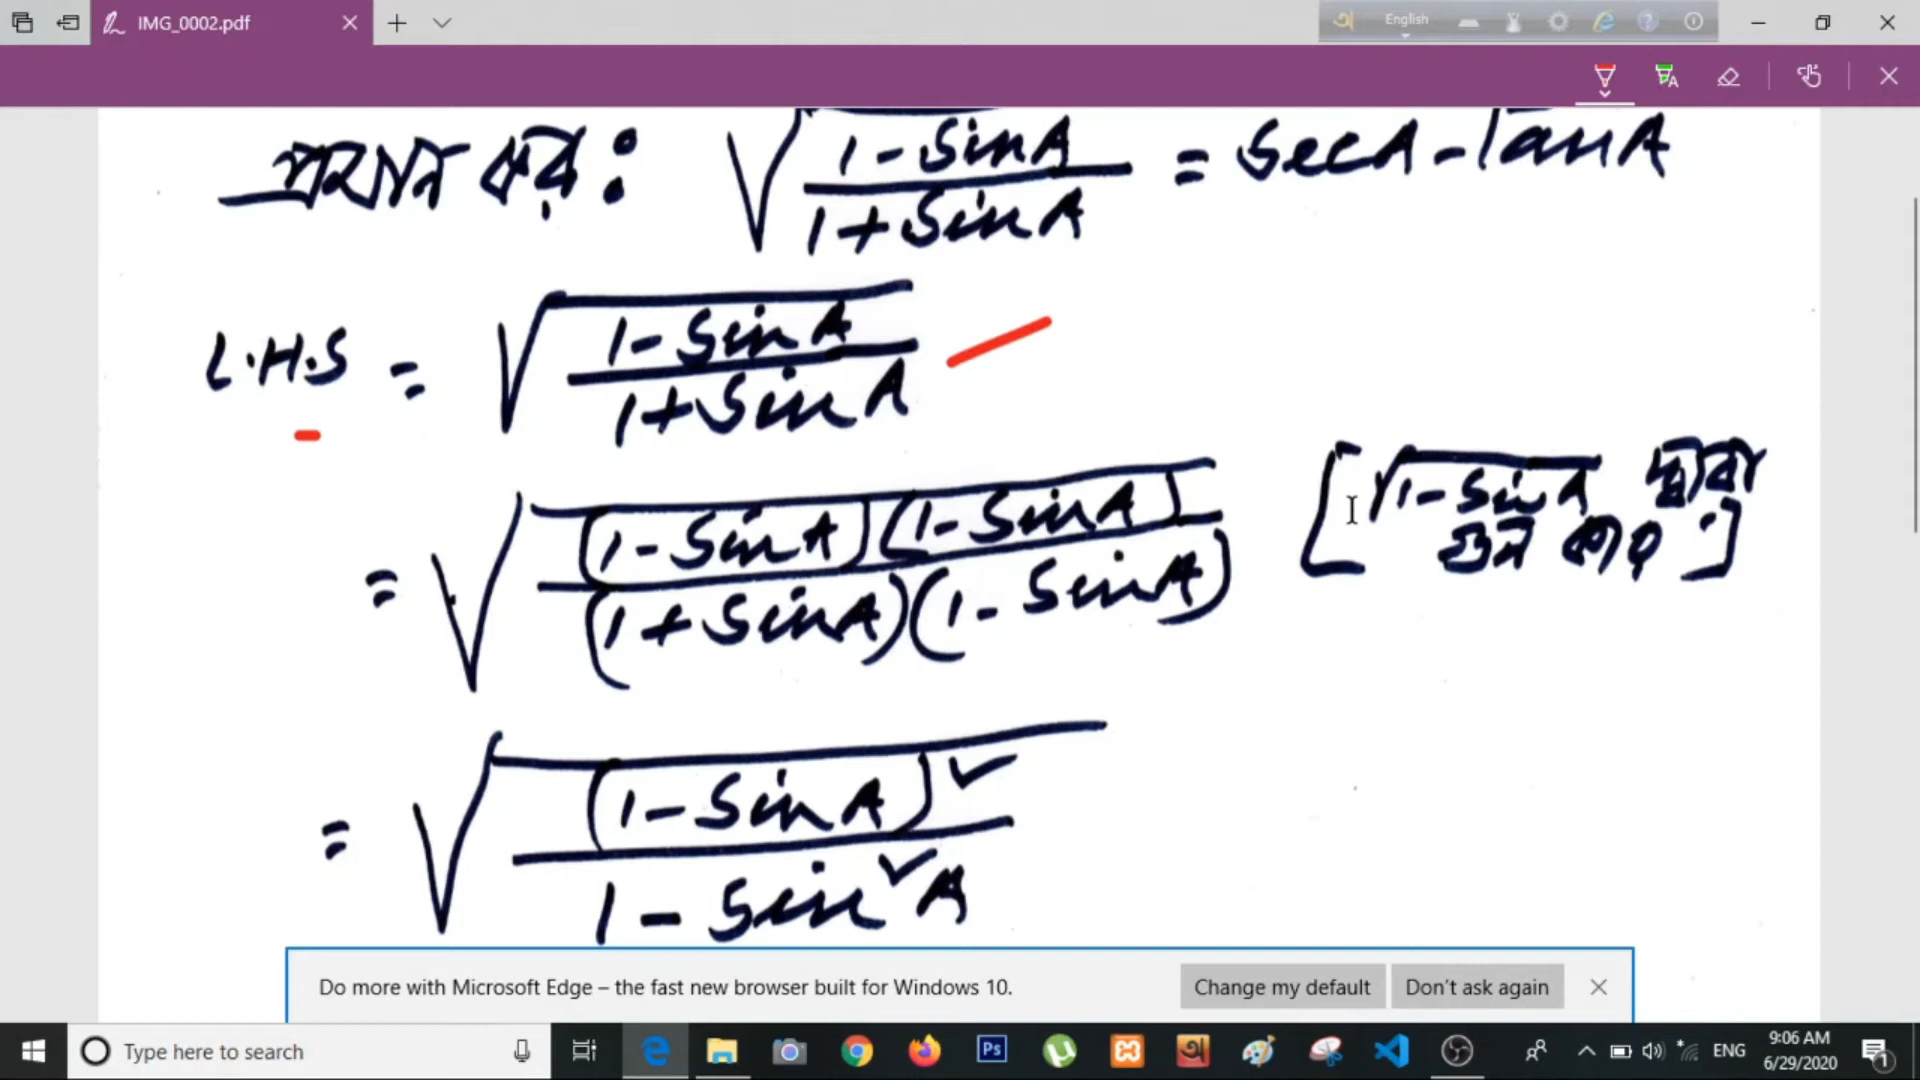 IMG_0002.pdf
English
প্রমাণ কর: √(1-SinA)/(1+SinA) = SecA-TanA
L.H.S = √(1-SinA)/(1+SinA)
= √(1-SinA)(1-SinA)/(1+SinA)(1-SinA)
[√1-SinA দ্বারা
গুন করে]
= √(1-SinA)²/1-Sin²A
Do more with Microsoft Edge – the fast new browser built for Windows 10.
Change my default
Don't ask again
Type here to search
Ps
ENG
9:06 AM
6/29/2020
1